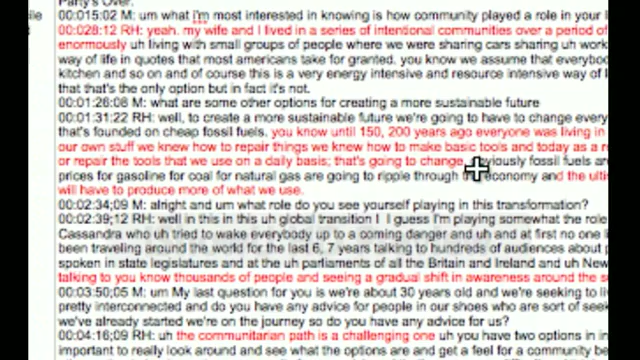 Party's Over.
00:015:02 M: um what i'm most interested in knowing is how community played a role in your l
00:028:12 RH: yeah. my wife and I lived in a series of intentional communities over a period of
enormously uh living with small groups of people where we were sharing cars sharing uh work
way of life in quotes that most americans take for granted. you know we assume that everyboo
kitchen and so on and of course this is a very energy intensive and resource intensive way of l
that that's the only option but in fact it's not.
00:01:26:08 M: what are some other options for creating a more sustainable future
00:01:31:22 RH: well, to create a more sustainable future we're going to have to change every
that's founded on cheap fossil fuels. you know until 150, 200 years ago everyone was living in
our own stuff we knew how to repair things we knew how to make basic tools and today as a r
or repair the tools that we use on a daily basis; that's going to change. obviously fossil fuels are
prices for gasoline for coal for natural gas are going to ripple through economy and the ulti
will have to produce more of what we use.
00:02:34;09 M: alright and um what role do you see yourself playing in this transformation?
00:02:39;12 RH: well in this in this uh global transition I I guess I'm playing somewhat the role
Cassandra who uh tried to wake everybody up to a coming danger and uh and at first no one li
been traveling around the world for the last 6, 7 years talking to hundreds of audiences about p
spoken in state legislatures and at the uh parliaments of all the Britain and Ireland and uh New
talking to you know thousands of people and seeing a gradual shift in awareness around the s
00:03:50;05 M: um My last question for you is we're about 30 years old and we're seeking to li
pretty interconnected and do you have any advice for people in our shoes who are sort of seek
we've already started we're on the journey so do you have any advice for us?
00:04:16;09 RH: uh the communitarian path is a challenging one uh you have two options in
important to really look around and see what the options are and get a feel for a community be